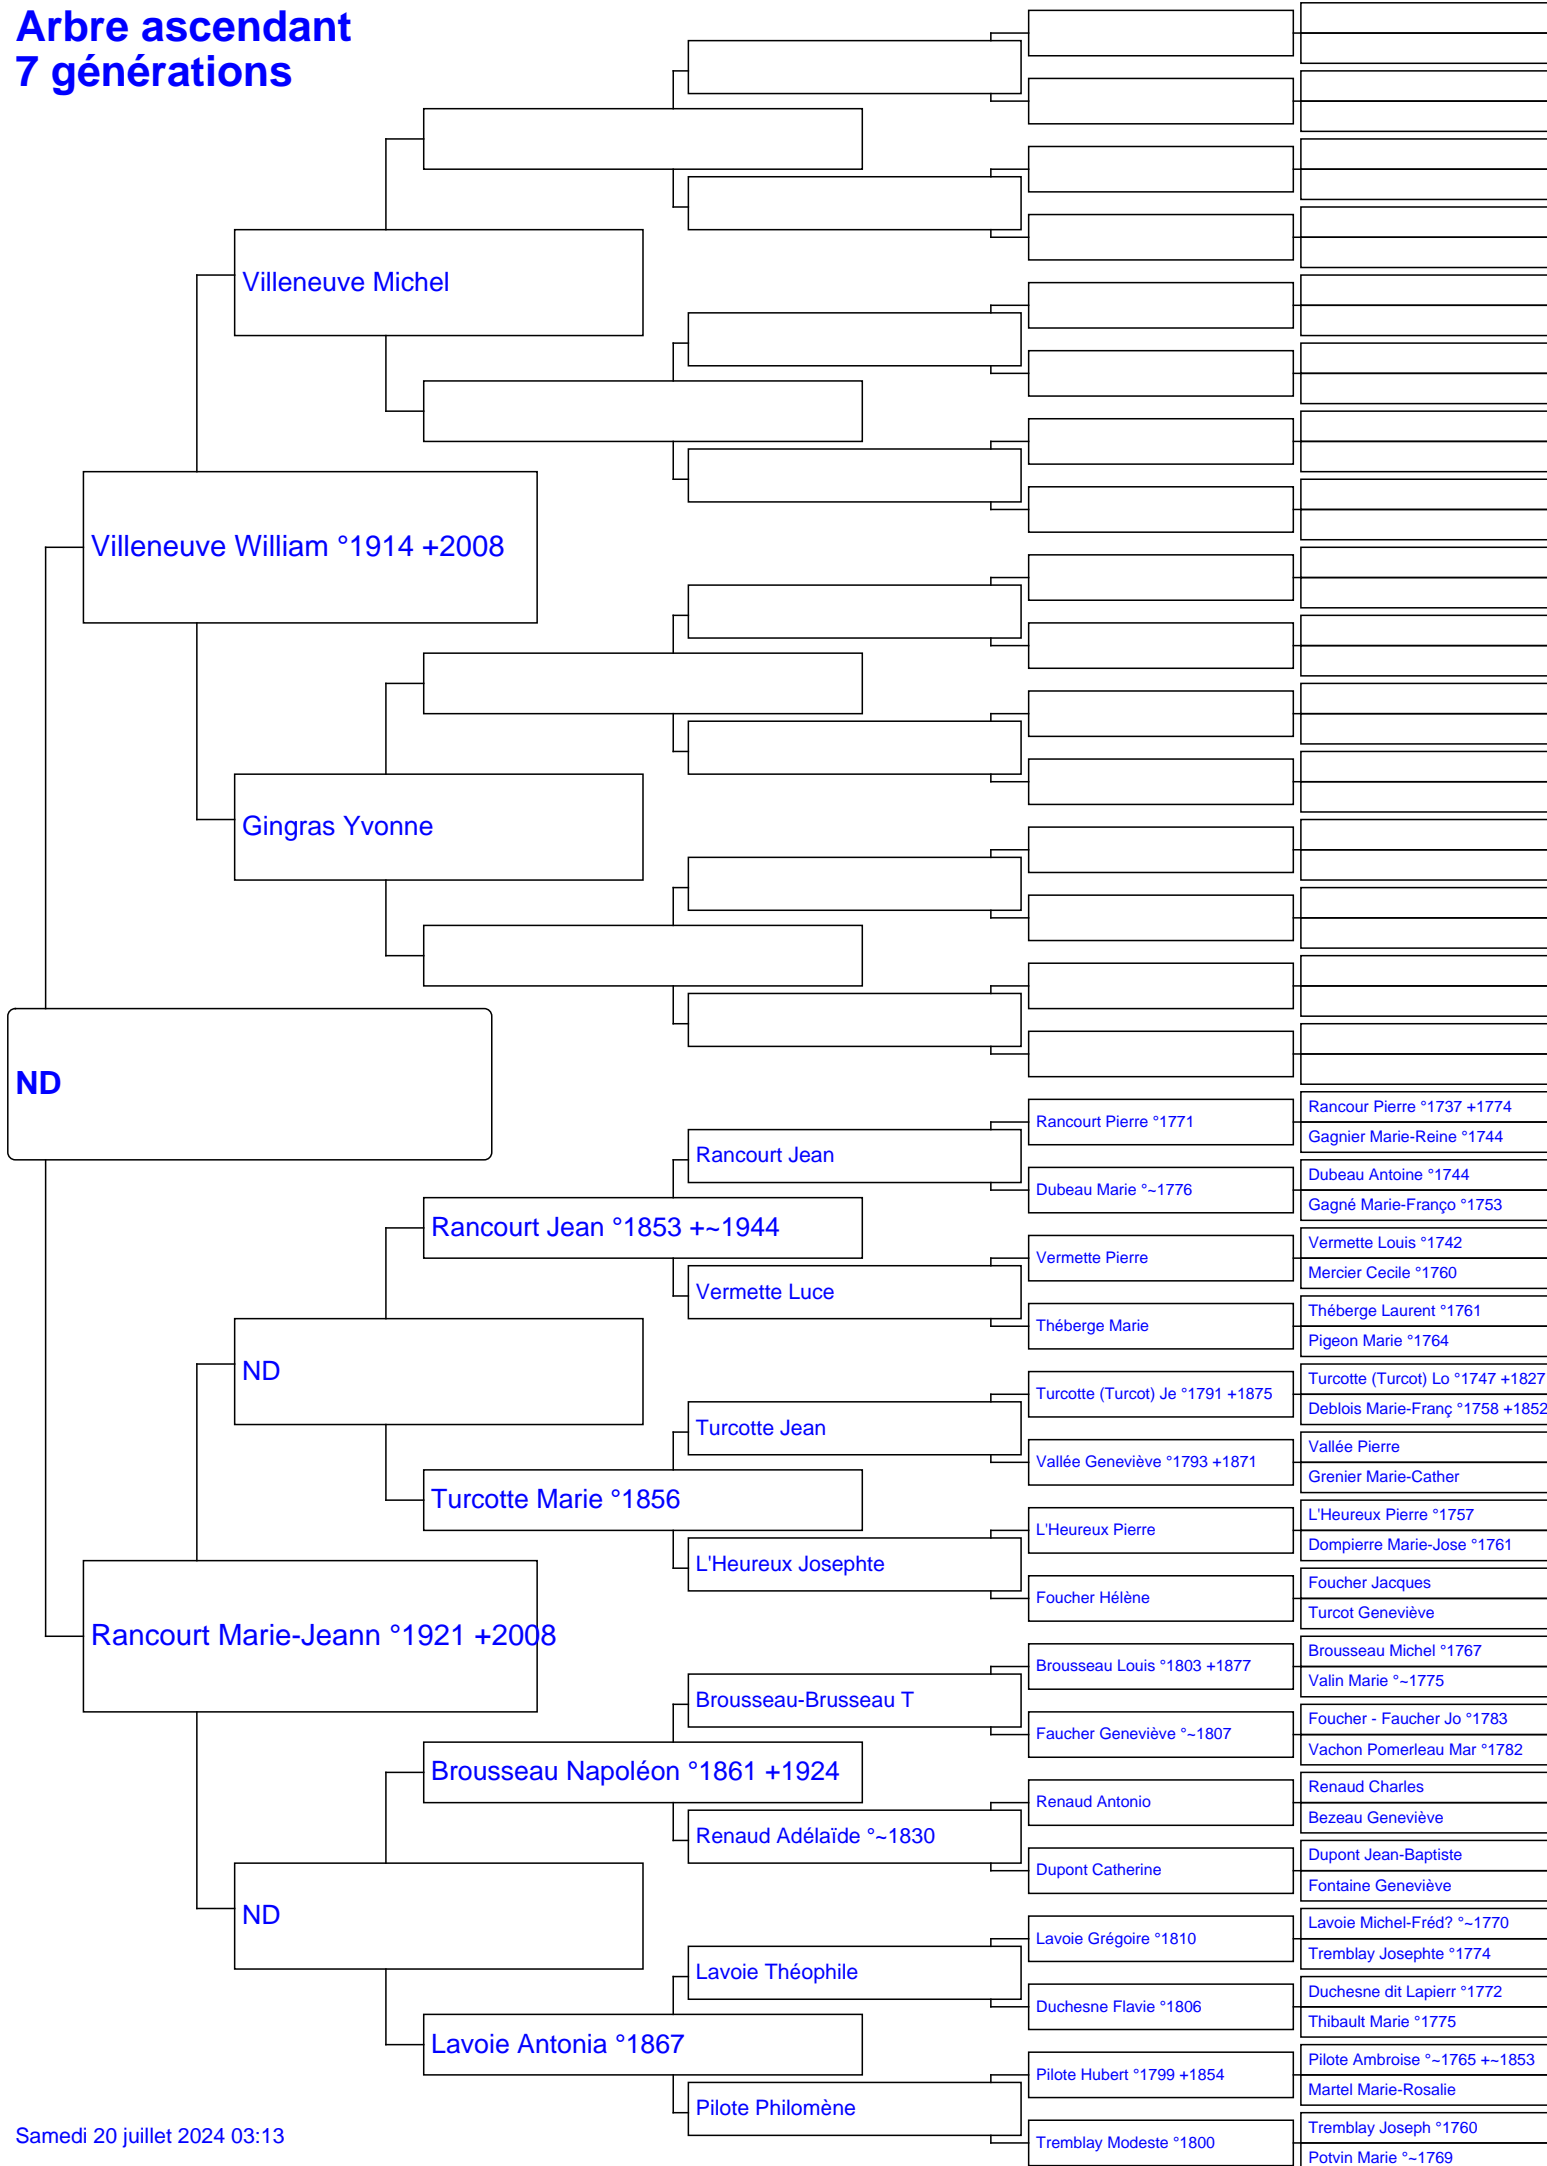 Arbre ascendant
7 générations
Villeneuve Michel
Villeneuve William °1914 +2008
Gingras Yvonne
ND
Rancour Pierre °1737 +1774
Rancourt Pierre °1771
Gagnier Marie-Reine °1744
Rancourt Jean
Dubeau Antoine °1744
Dubeau Marie °~1776
Gagné Marie-Franço °1753
Rancourt Jean °1853 +~1944
Vermette Louis °1742
Vermette Pierre
Mercier Cecile °1760
Vermette Luce
Théberge Laurent °1761
Théberge Marie
Pigeon Marie °1764
ND
Turcotte (Turcot) Lo °1747 +1827
Turcotte (Turcot) Je °1791 +1875
Deblois Marie-Franç °1758 +1852
Turcotte Jean
Vallée Pierre
Vallée Geneviève °1793 +1871
Grenier Marie-Cather
Turcotte Marie °1856
L'Heureux Pierre °1757
L'Heureux Pierre
Dompierre Marie-Jose °1761
L'Heureux Josephte
Foucher Jacques
Foucher Hélène
Turcot Geneviève
Rancourt Marie-Jeann °1921 +2008
Brousseau Michel °1767
Brousseau Louis °1803 +1877
Valin Marie °~1775
Brousseau-Brusseau T
Foucher - Faucher Jo °1783
Faucher Geneviève °~1807
Vachon Pomerleau Mar °1782
Brousseau Napoléon °1861 +1924
Renaud Charles
Renaud Antonio
Bezeau Geneviève
Renaud Adélaïde °~1830
Dupont Jean-Baptiste
Dupont Catherine
Fontaine Geneviève
ND
Lavoie Michel-Fréd? °~1770
Lavoie Grégoire °1810
Tremblay Josephte °1774
Lavoie Théophile
Duchesne dit Lapierr °1772
Duchesne Flavie °1806
Thibault Marie °1775
Lavoie Antonia °1867
Pilote Ambroise °~1765 +~1853
Pilote Hubert °1799 +1854
Martel Marie-Rosalie
Pilote Philomène
Tremblay Joseph °1760
Tremblay Modeste °1800
Potvin Marie °~1769
Samedi 20 juillet 2024 03:13